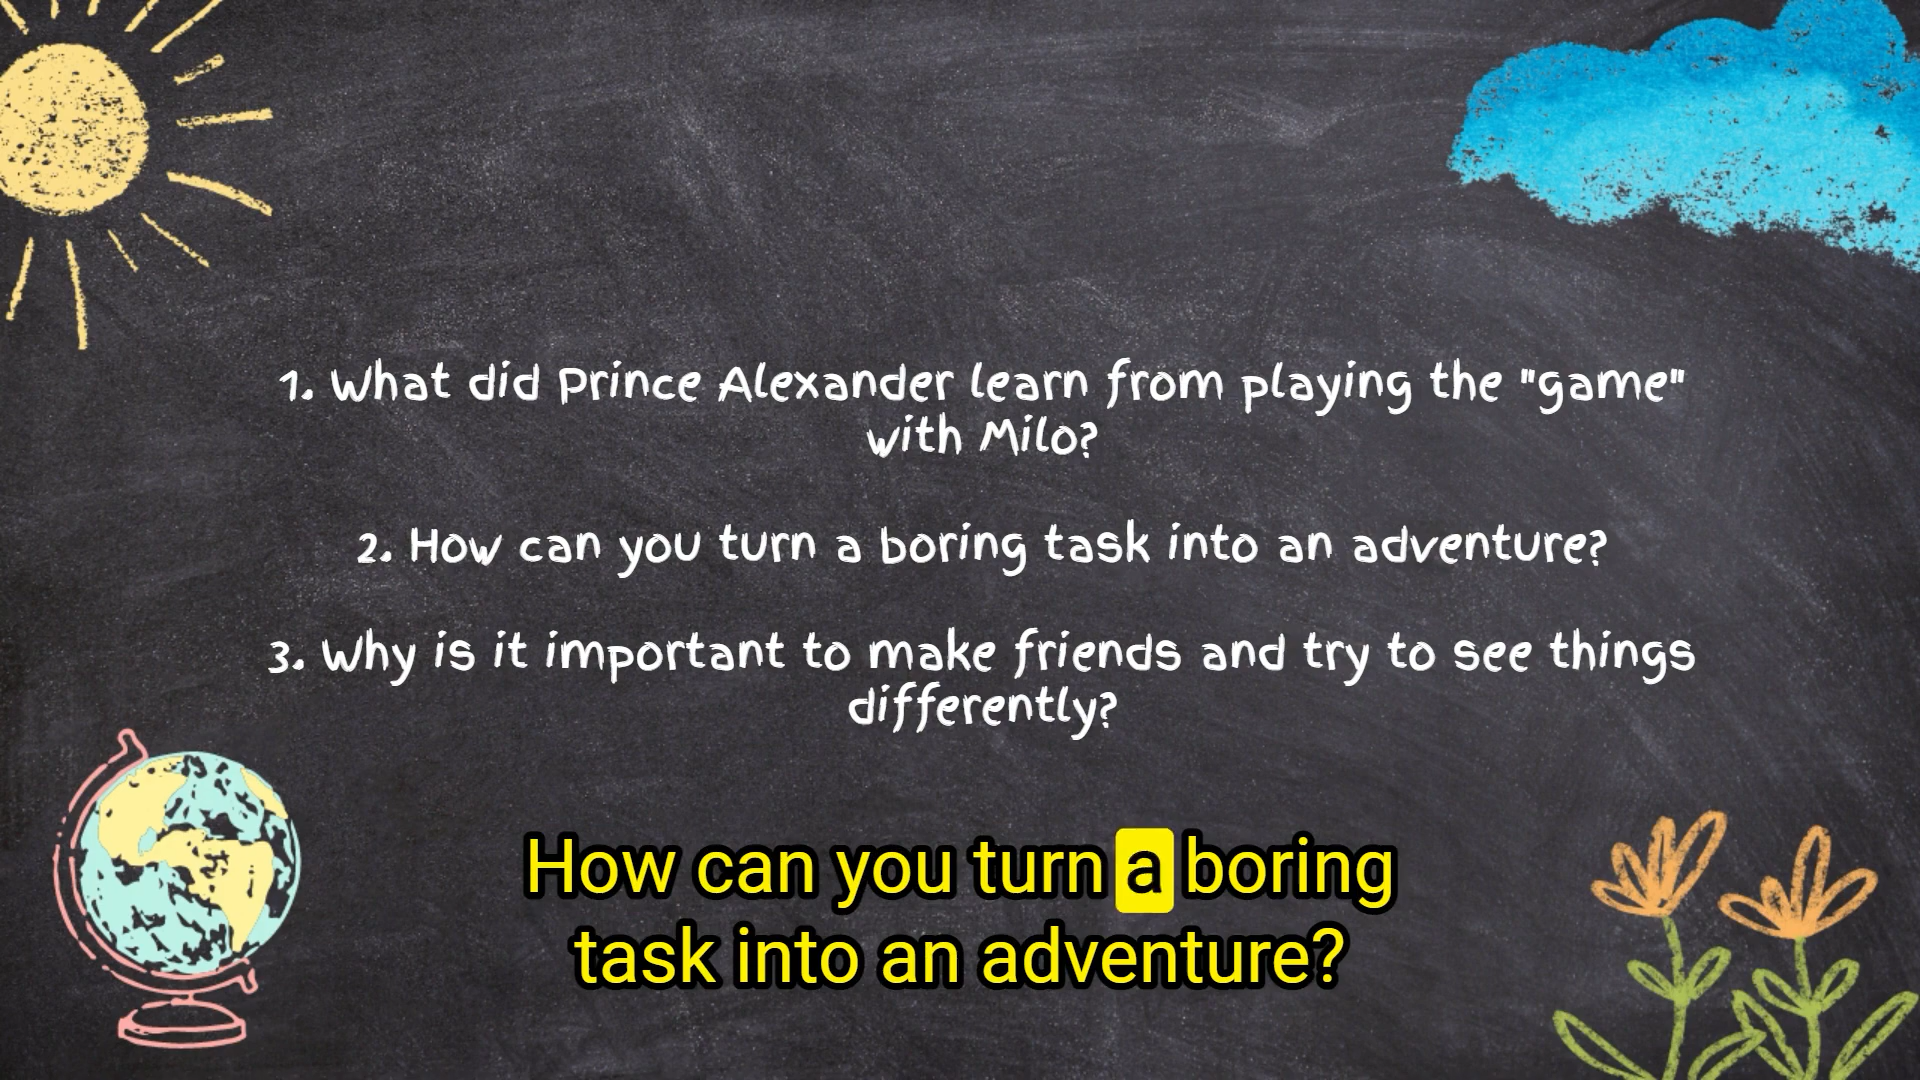 1. What did Prince Alexander learn from playing the "game"
with Milo?
2. How can you turn a boring task into an adventure?
3. Why is it important to make friends and try to see things
differently?
How can you turn a boring
task into an adventure?